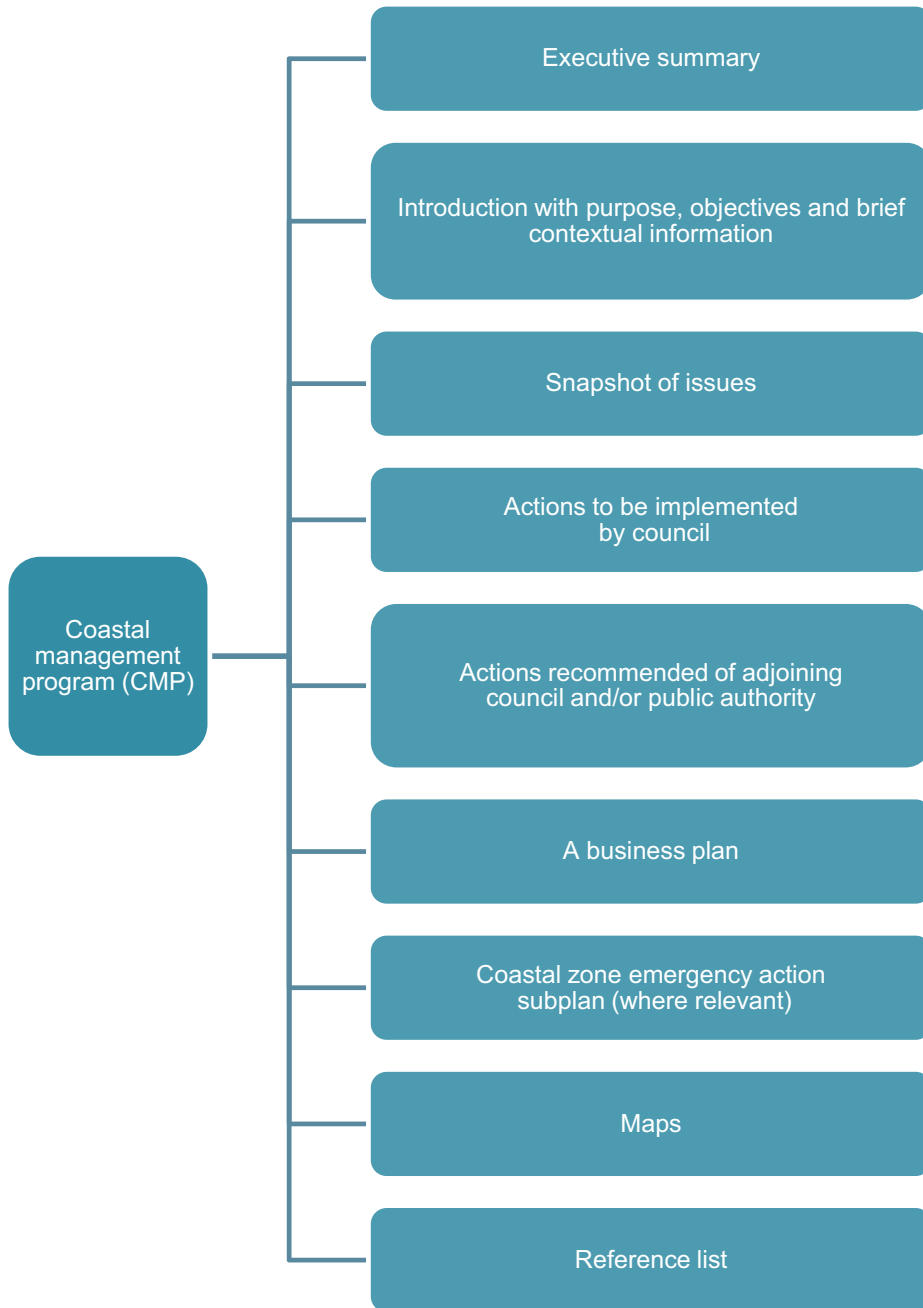 Executive summary
Introduction with purpose, objectives and brief
contextual information
Snapshot of issues
Actions to be implemented
by council
Coastal
management
program (CMP)
Actions recommended of adjoining
council and/or public authority
A business plan
Coastal zone emergency action
subplan (where relevant)
Maps
Reference list